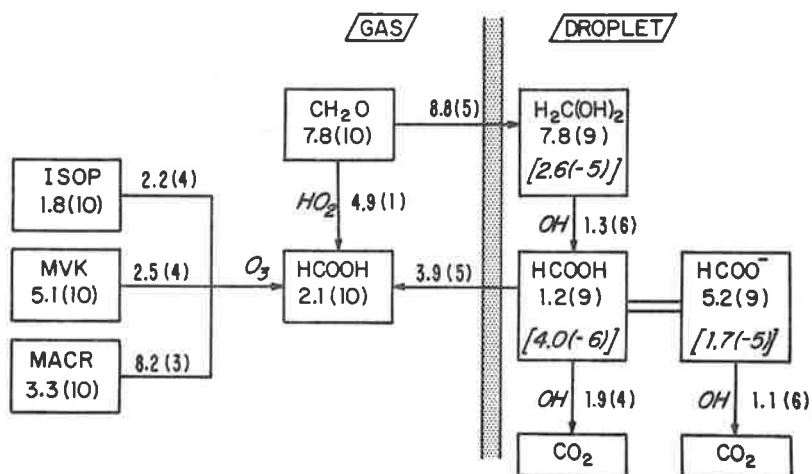 GAS
DROPLET
CH₂O
7.8(10)
8.8(5)
H₂C(OH)₂
7.8(9)
[2.6(-5)]
ISOP
1.8(10)
2.2(4)
HO₂ 4.9(1)
OH 1.3(6)
MVK
5.1(10)
2.5(4)
O₃
HCOOH
2.1(10)
3.9(5)
HCOOH
1.2(9)
[4.0(-6)]
HCOO⁻
5.2(9)
[1.7(-5)]
MACR
3.3(10)
8.2(3)
OH 1.9(4)
OH 1.1(6)
CO₂
CO₂